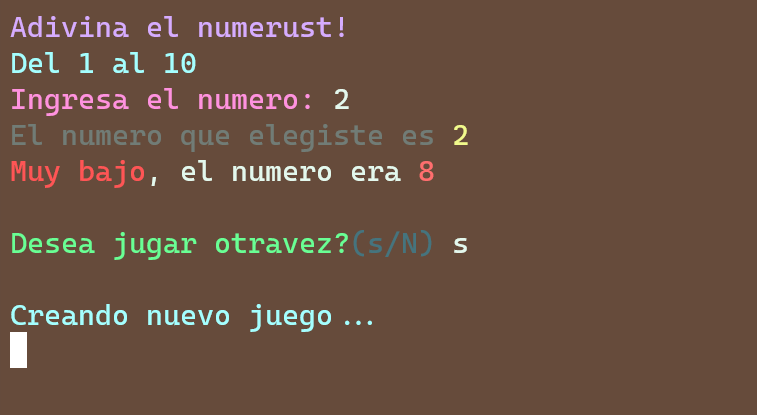 Adivina el numerust!
Del 1 al 10
Ingresa el numero: 2
El numero que elegiste es 2
Muy bajo, el numero era 8
Desea jugar otravez?(s/N) s
Creando nuevo juego...